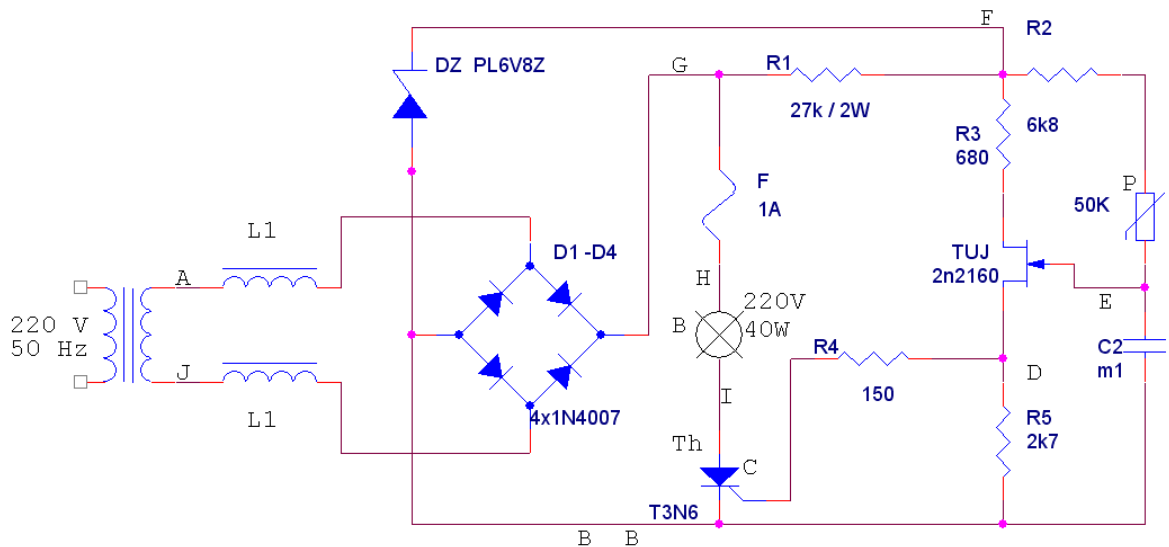 F
R2
DZ PL6V8Z
G
R1
27k / 2W
R3
680
6k8
F
1A
P
50K
L1
D1 -D4
TUJ
2n2160
A
E
H
220V
40W
B
220 V
50 Hz
R4
C2
m1
J
D
150
I
L1
4x1N4007
R5
2k7
Th
C
T3N6
B B